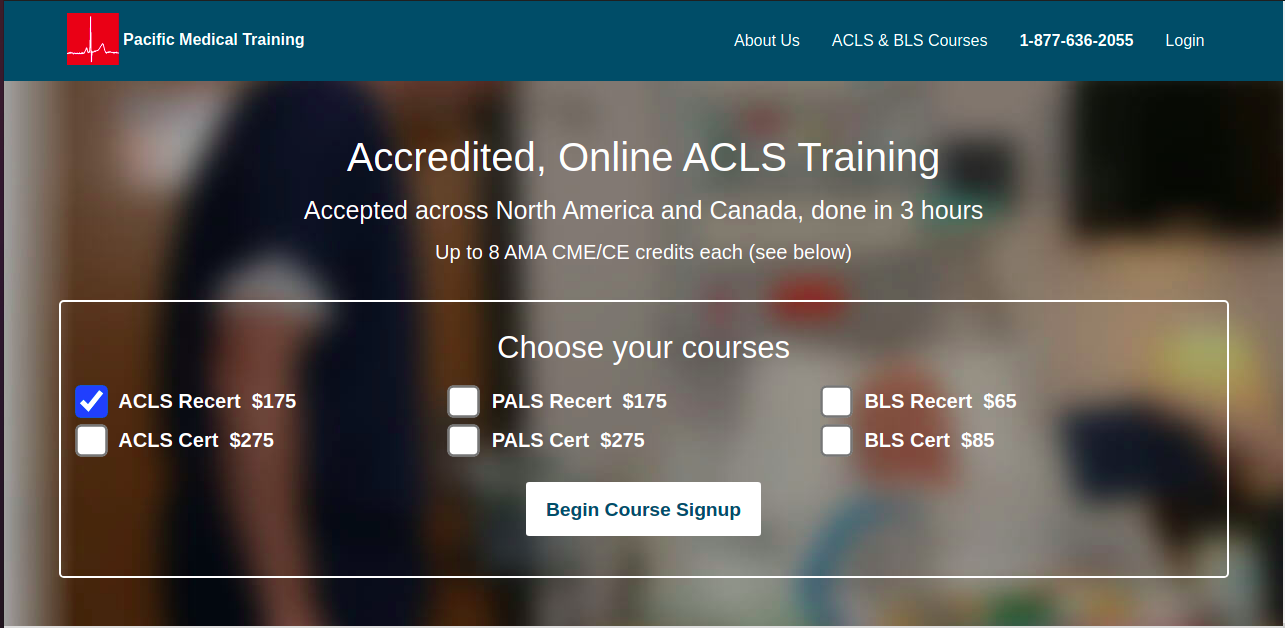 Pacific Medical Training
About Us ACLS & BLS Courses 1-877-636-2055 Login
Accredited, Online ACLS Training
Accepted across North America and Canada, done in 3 hours
Up to 8 AMA CME/CE credits each (see below)
Choose your courses
ACLS Recert $175 PALS Recert $175 BLS Recert $65
ACLS Cert $275 PALS Cert $275 BLS Cert $85
Begin Course Signup